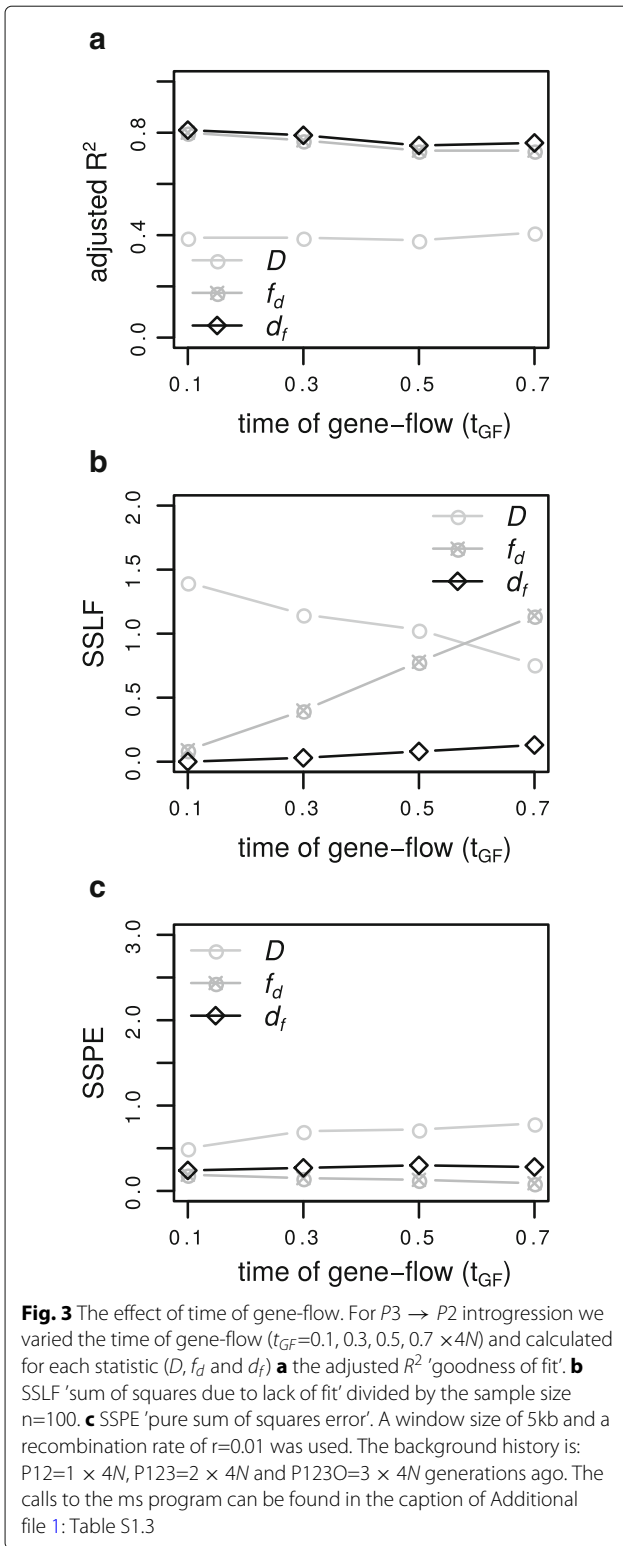 a
adjusted R²
0.0 0.4 0.8
D
f_d
d_f
0.1 0.3 0.5 0.7
time of gene−flow (t_GF)
b
SSLF
0.0 0.5 1.0 1.5 2.0
D
f_d
d_f
0.1 0.3 0.5 0.7
time of gene−flow (t_GF)
c
SSPE
0.0 1.0 2.0 3.0
D
f_d
d_f
0.1 0.3 0.5 0.7
time of gene−flow (t_GF)
Fig. 3 The effect of time of gene-flow. For P3 → P2 introgression we
varied the time of gene-flow (t_GF=0.1, 0.3, 0.5, 0.7 ×4N) and calculated
for each statistic (D, f_d and d_f) a the adjusted R² 'goodness of fit'. b
SSLF 'sum of squares due to lack of fit' divided by the sample size
n=100. c SSPE 'pure sum of squares error'. A window size of 5kb and a
recombination rate of r=0.01 was used. The background history is:
P12=1 × 4N, P123=2 × 4N and P123O=3 × 4N generations ago. The
calls to the ms program can be found in the caption of Additional
file 1: Table S1.3